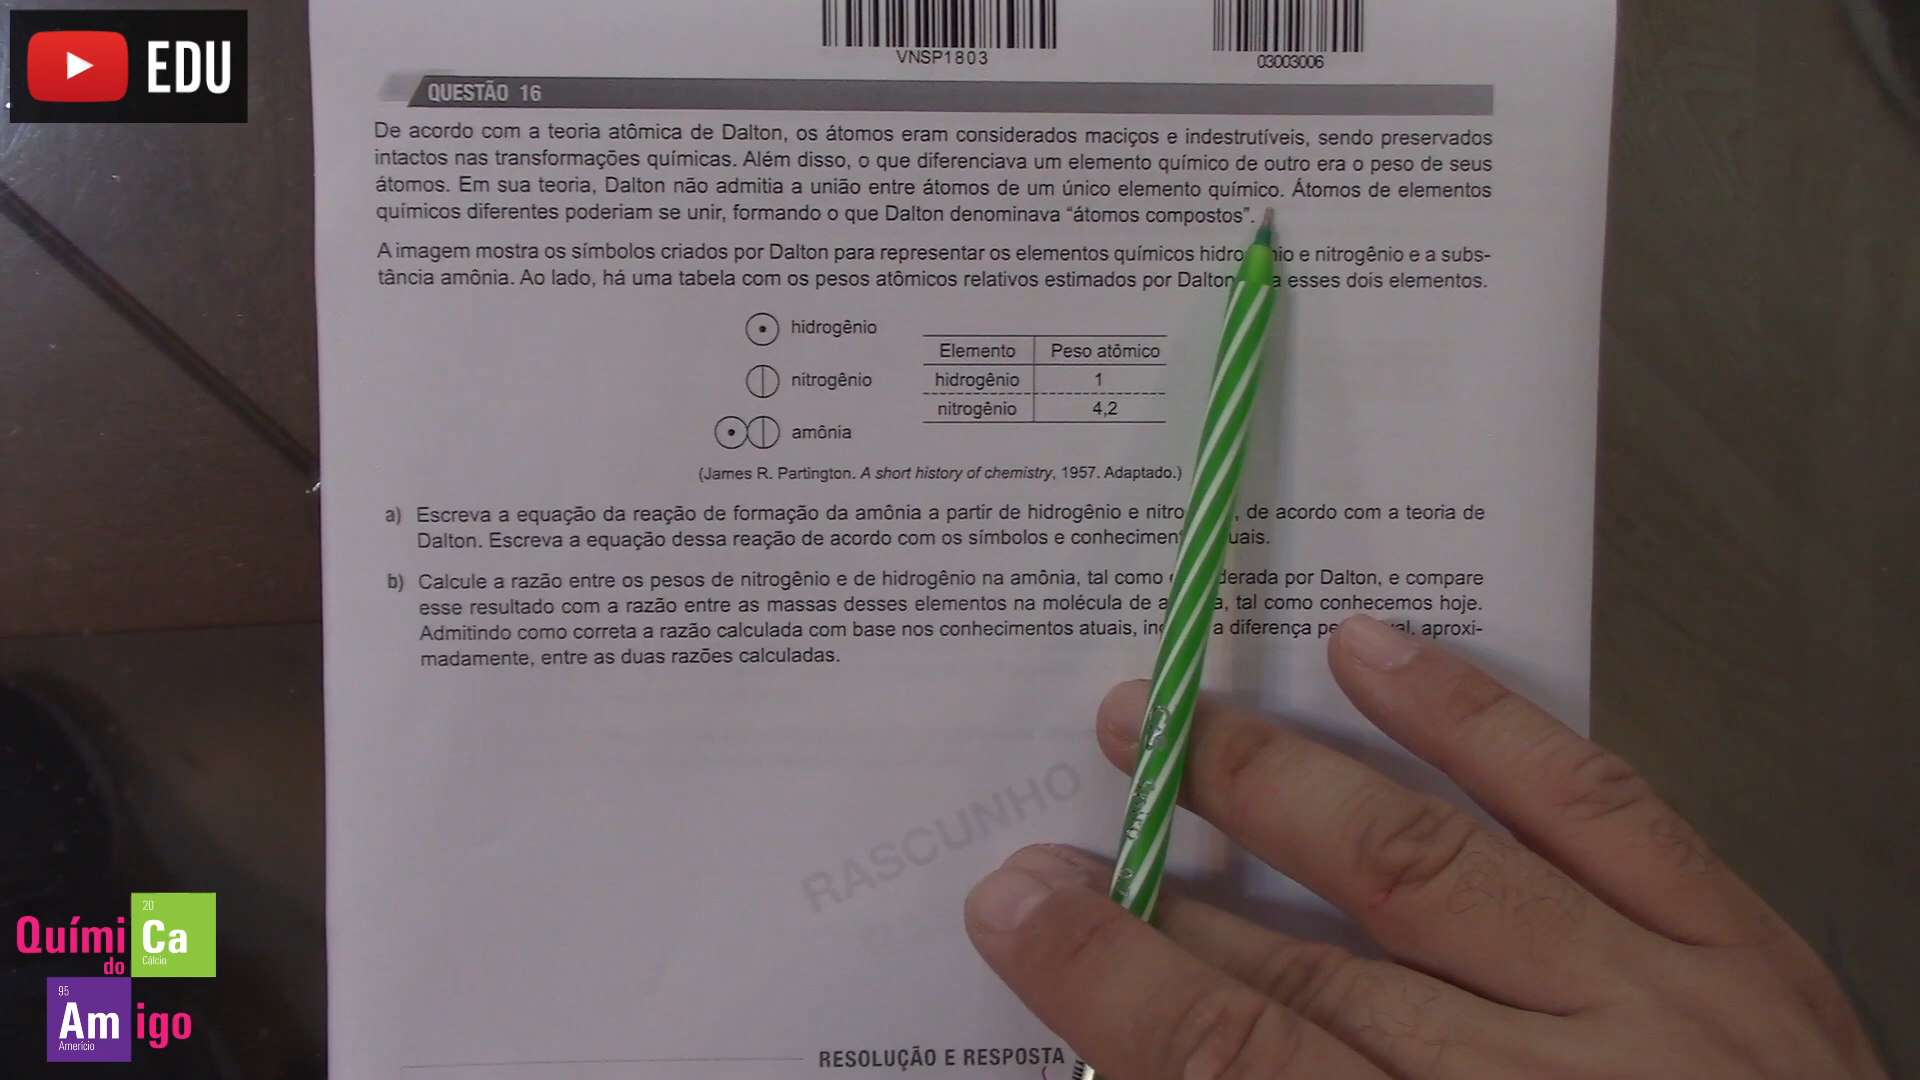 EDU
VNSP1803
03003006
QUESTÃO 16
De acordo com a teoria atômica de Dalton, os átomos eram considerados maciços e indestrutíveis, sendo preservados
intactos nas transformações químicas. Além disso, o que diferenciava um elemento químico de outro era o peso de seus
átomos. Em sua teoria, Dalton não admitia a união entre átomos de um único elemento químico. Átomos de elementos
químicos diferentes poderiam se unir, formando o que Dalton denominava “átomos compostos”.
A imagem mostra os símbolos criados por Dalton para representar os elementos químicos hidro nio e nitrogênio e a subs-
tância amônia. Ao lado, há uma tabela com os pesos atômicos relativos estimados por Dalton a esses dois elementos.
hidrogênio
nitrogênio
amônia
Elemento Peso atômico
hidrogênio 1
nitrogênio 4,2
(James R. Partington. A short history of chemistry, 1957. Adaptado.)
a) Escreva a equação da reação de formação da amônia a partir de hidrogênio e nitro , de acordo com a teoria de
Dalton. Escreva a equação dessa reação de acordo com os símbolos e conhecimen uais.
b) Calcule a razão entre os pesos de nitrogênio e de hidrogênio na amônia, tal como derada por Dalton, e compare
esse resultado com a razão entre as massas desses elementos na molécula de a a, tal como conhecemos hoje.
Admitindo como correta a razão calculada com base nos conhecimentos atuais, in a diferença pe al, aproxi-
madamente, entre as duas razões calculadas.
RASCUNHO
RESOLUÇÃO E RESPOSTA
20
Quími Ca
Cálcio
do
95
Am igo
Amerício